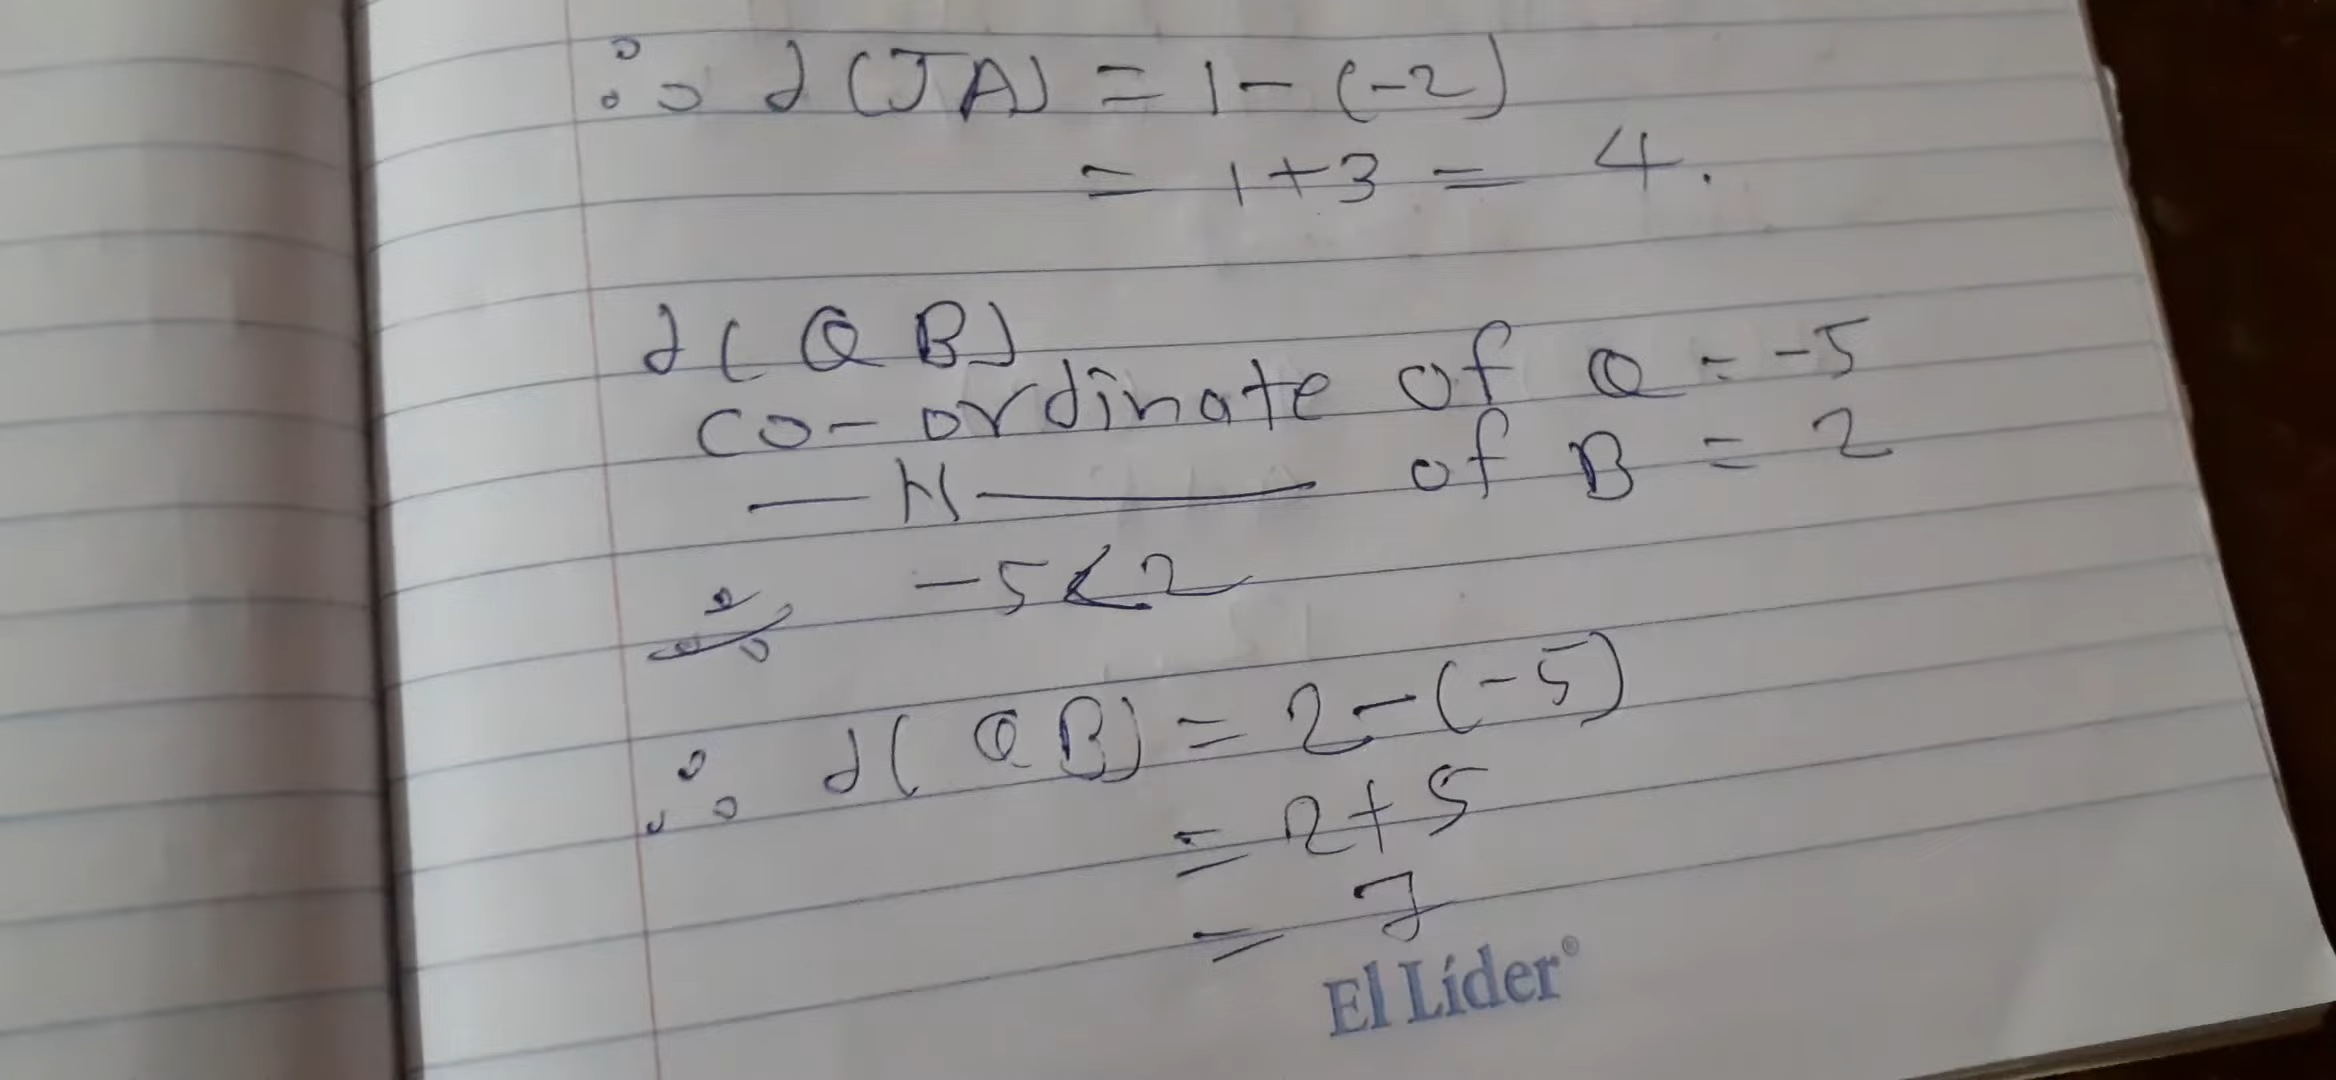 ∴ d(JA) = 1 - (-2)
= 1+3 = 4.
d(QB)
co-ordinate of Q = -5
—〃— of B = 2
-5<2
∴ d(QB) = 2-(-5)
= 2+5
= 7
El Líder®